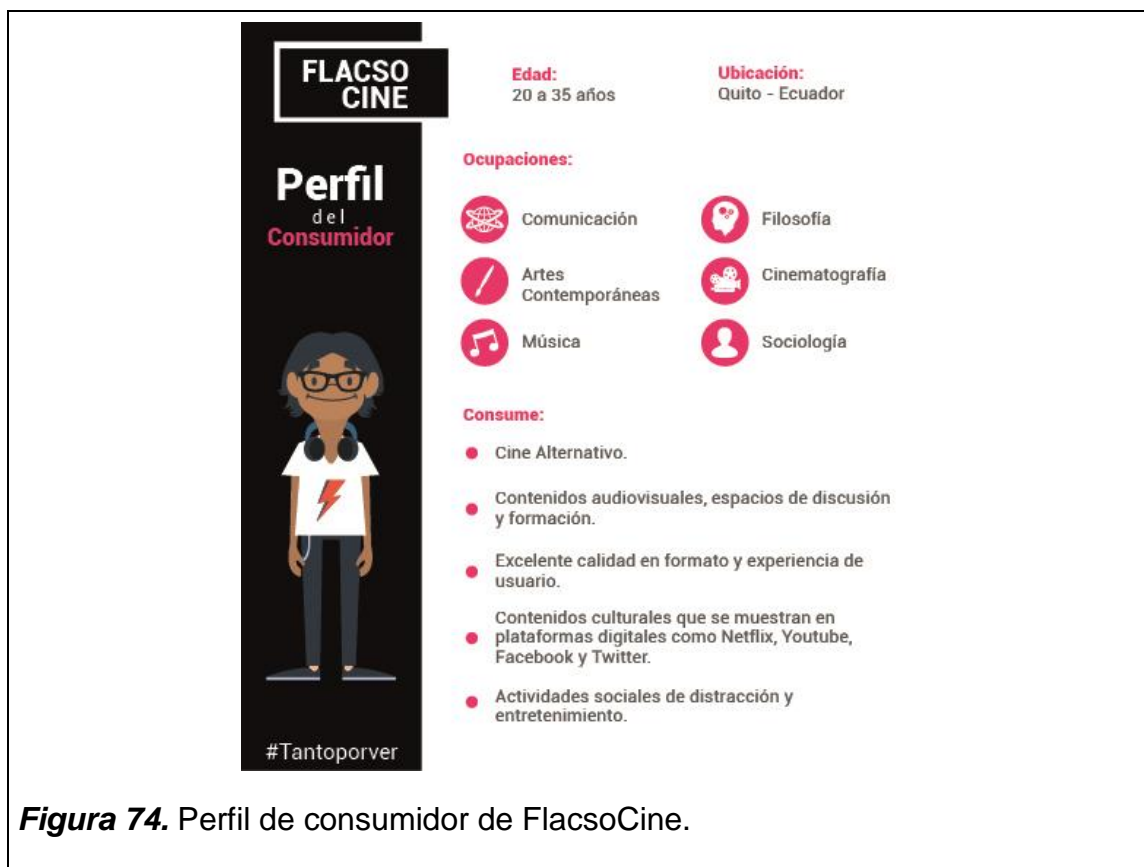 FLACSO
CINE
Perfil
del
Consumidor
#Tantoporver
Edad:
20 a 35 años
Ubicación:
Quito - Ecuador
Ocupaciones:
Comunicación
Filosofía
Artes
Contemporáneas
Cinematografía
Música
Sociología
Consume:
Cine Alternativo.
Contenidos audiovisuales, espacios de discusión
y formación.
Excelente calidad en formato y experiencia de
usuario.
Contenidos culturales que se muestran en
plataformas digitales como Netflix, Youtube,
Facebook y Twitter.
Actividades sociales de distracción y
entretenimiento.
Figura 74. Perfil de consumidor de FlacsoCine.